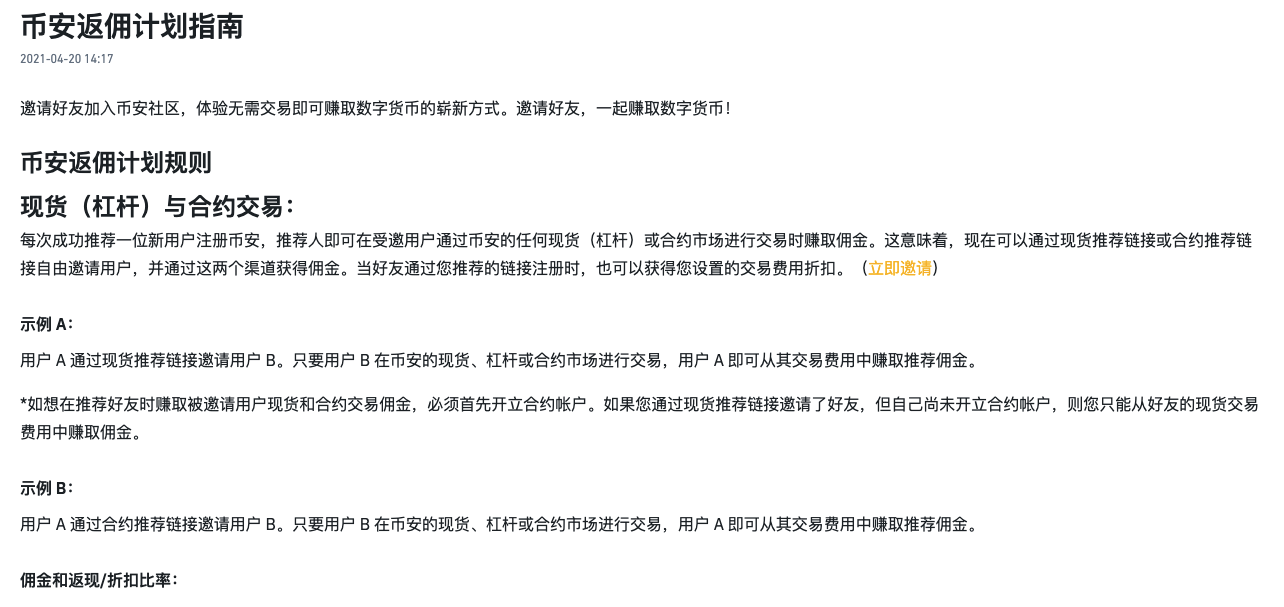 币安返佣计划指南
2021-04-20 14:17
邀请好友加入币安社区，体验无需交易即可赚取数字货币的崭新方式。邀请好友，一起赚取数字货币！
币安返佣计划规则
现货（杠杆）与合约交易：
每次成功推荐一位新用户注册币安，推荐人即可在受邀用户通过币安的任何现货（杠杆）或合约市场进行交易时赚取佣金。这意味着，现在可以通过现货推荐链接或合约推荐链
接自由邀请用户，并通过这两个渠道获得佣金。当好友通过您推荐的链接注册时，也可以获得您设置的交易费用折扣。（立即邀请）
示例 A：
用户 A 通过现货推荐链接邀请用户 B。只要用户 B 在币安的现货、杠杆或合约市场进行交易，用户 A 即可从其交易费用中赚取推荐佣金。
*如想在推荐好友时赚取被邀请用户现货和合约交易佣金，必须首先开立合约帐户。如果您通过现货推荐链接邀请了好友，但自己尚未开立合约帐户，则您只能从好友的现货交易
费用中赚取佣金。
示例 B：
用户 A 通过合约推荐链接邀请用户 B。只要用户 B 在币安的现货、杠杆或合约市场进行交易，用户 A 即可从其交易费用中赚取推荐佣金。
佣金和返现/折扣比率：